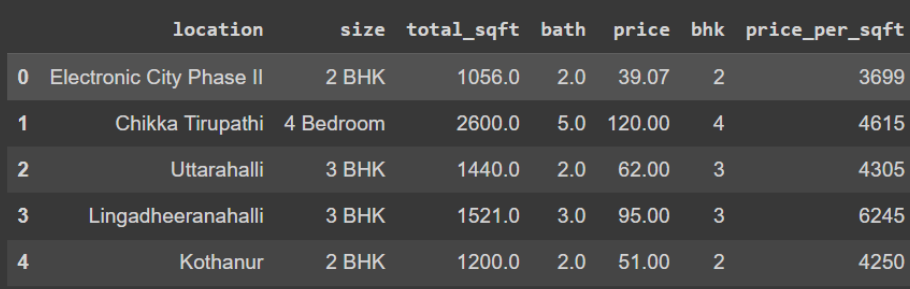 location size total_sqft bath price bhk price_per_sqft
0 Electronic City Phase II 2 BHK 1056.0 2.0 39.07 2 3699
1 Chikka Tirupathi 4 Bedroom 2600.0 5.0 120.00 4 4615
2 Uttarahalli 3 BHK 1440.0 2.0 62.00 3 4305
3 Lingadheeranahalli 3 BHK 1521.0 3.0 95.00 3 6245
4 Kothanur 2 BHK 1200.0 2.0 51.00 2 4250